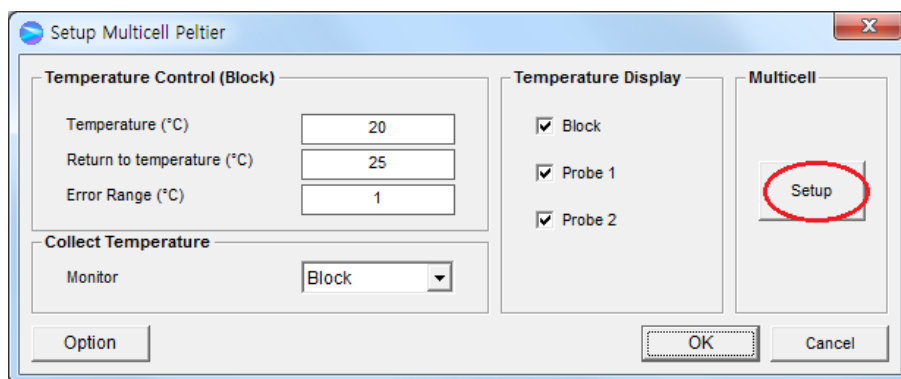 Setup Multicell Peltier
Temperature Control (Block)
Temperature (°C)
20
Return to temperature (°C)
25
Error Range (°C)
1
Collect Temperature
Monitor
Block
Temperature Display
Block
Probe 1
Probe 2
Multicell
Setup
Option
OK
Cancel